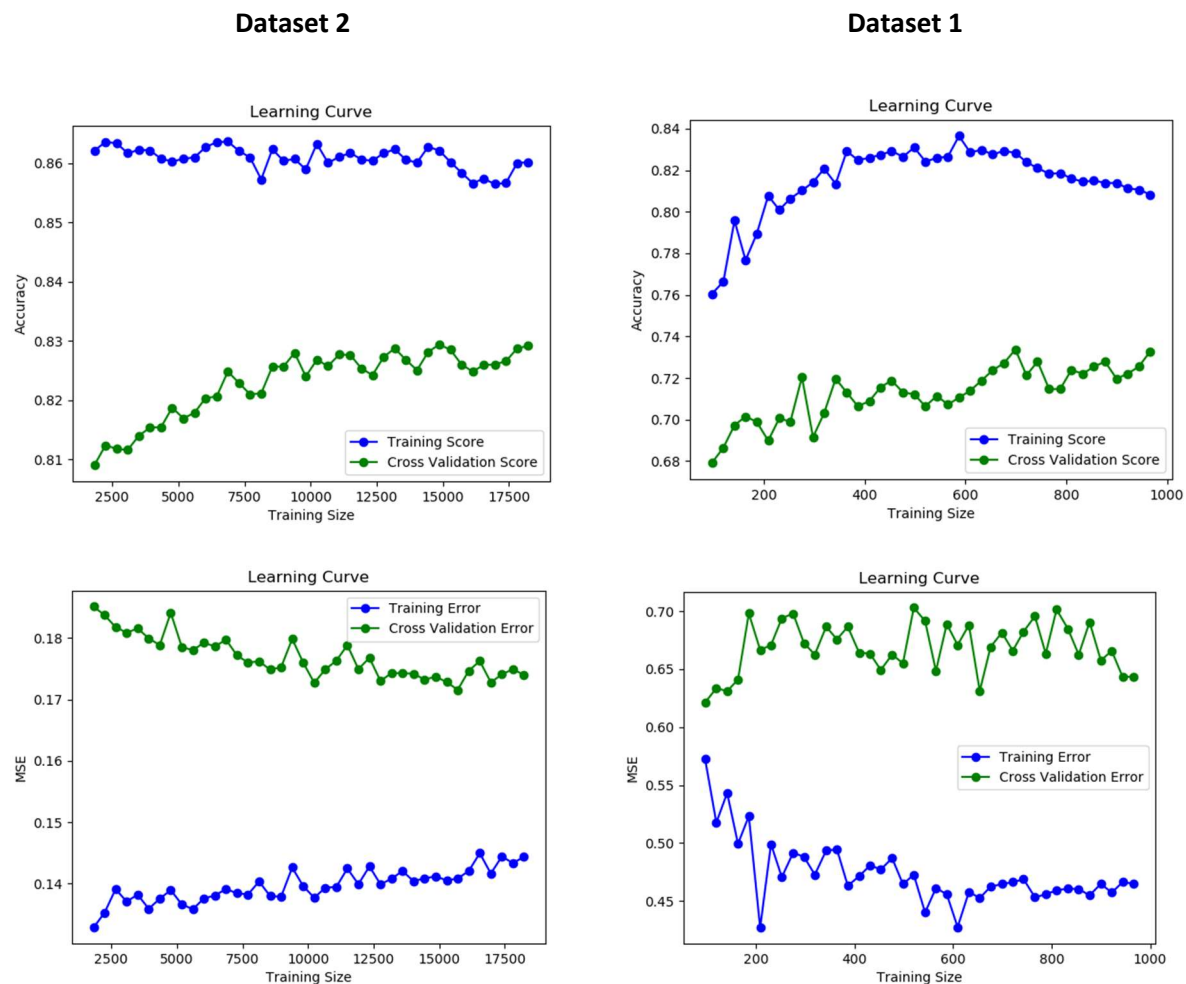 Dataset 2
Dataset 1
Learning Curve
0.86
0.85
0.84
0.83
0.82
0.81
Accuracy
Training Score
Cross Validation Score
2500 5000 7500 10000 12500 15000 17500
Training Size
Learning Curve
0.84
0.82
0.80
0.78
0.76
0.74
0.72
0.70
0.68
Accuracy
Training Score
Cross Validation Score
200 400 600 800 1000
Training Size
Learning Curve
0.18
0.17
0.16
0.15
0.14
MSE
Training Error
Cross Validation Error
2500 5000 7500 10000 12500 15000 17500
Training Size
Learning Curve
0.70
0.65
0.60
0.55
0.50
0.45
MSE
Training Error
Cross Validation Error
200 400 600 800 1000
Training Size